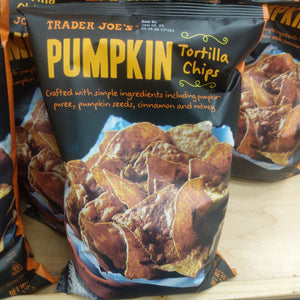 TRADER JOE'S
PUMPKIN
Tortilla
Chips
Crafted with simple ingredients including pumpkin
puree, pumpkin seeds, cinnamon and nutmeg.